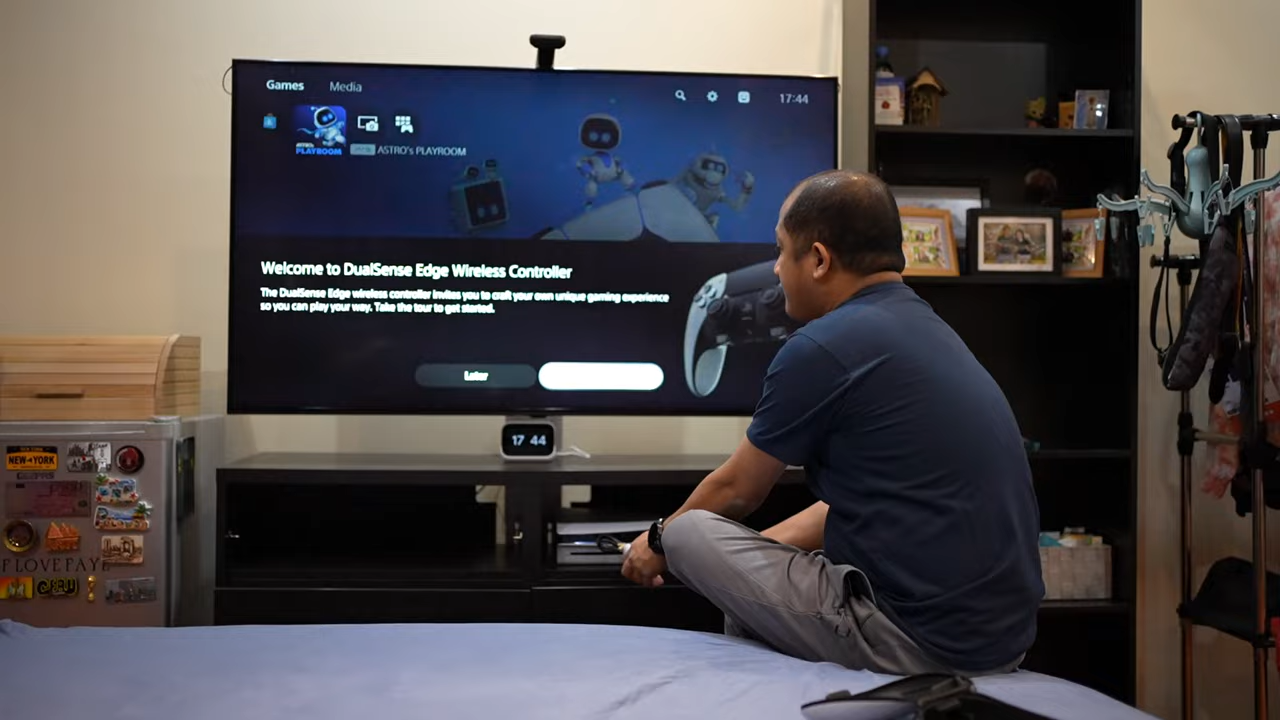 Games
Media
17:44
ASTRO's
PLAYROOM
ASTRO's PLAYROOM
Welcome to DualSense Edge Wireless Controller
The DualSense Edge wireless controller invites you to craft your own unique gaming experience
so you can play your way. Take the tour to get started.
Later
17 44
NEW-YORK
LOVE FAYE